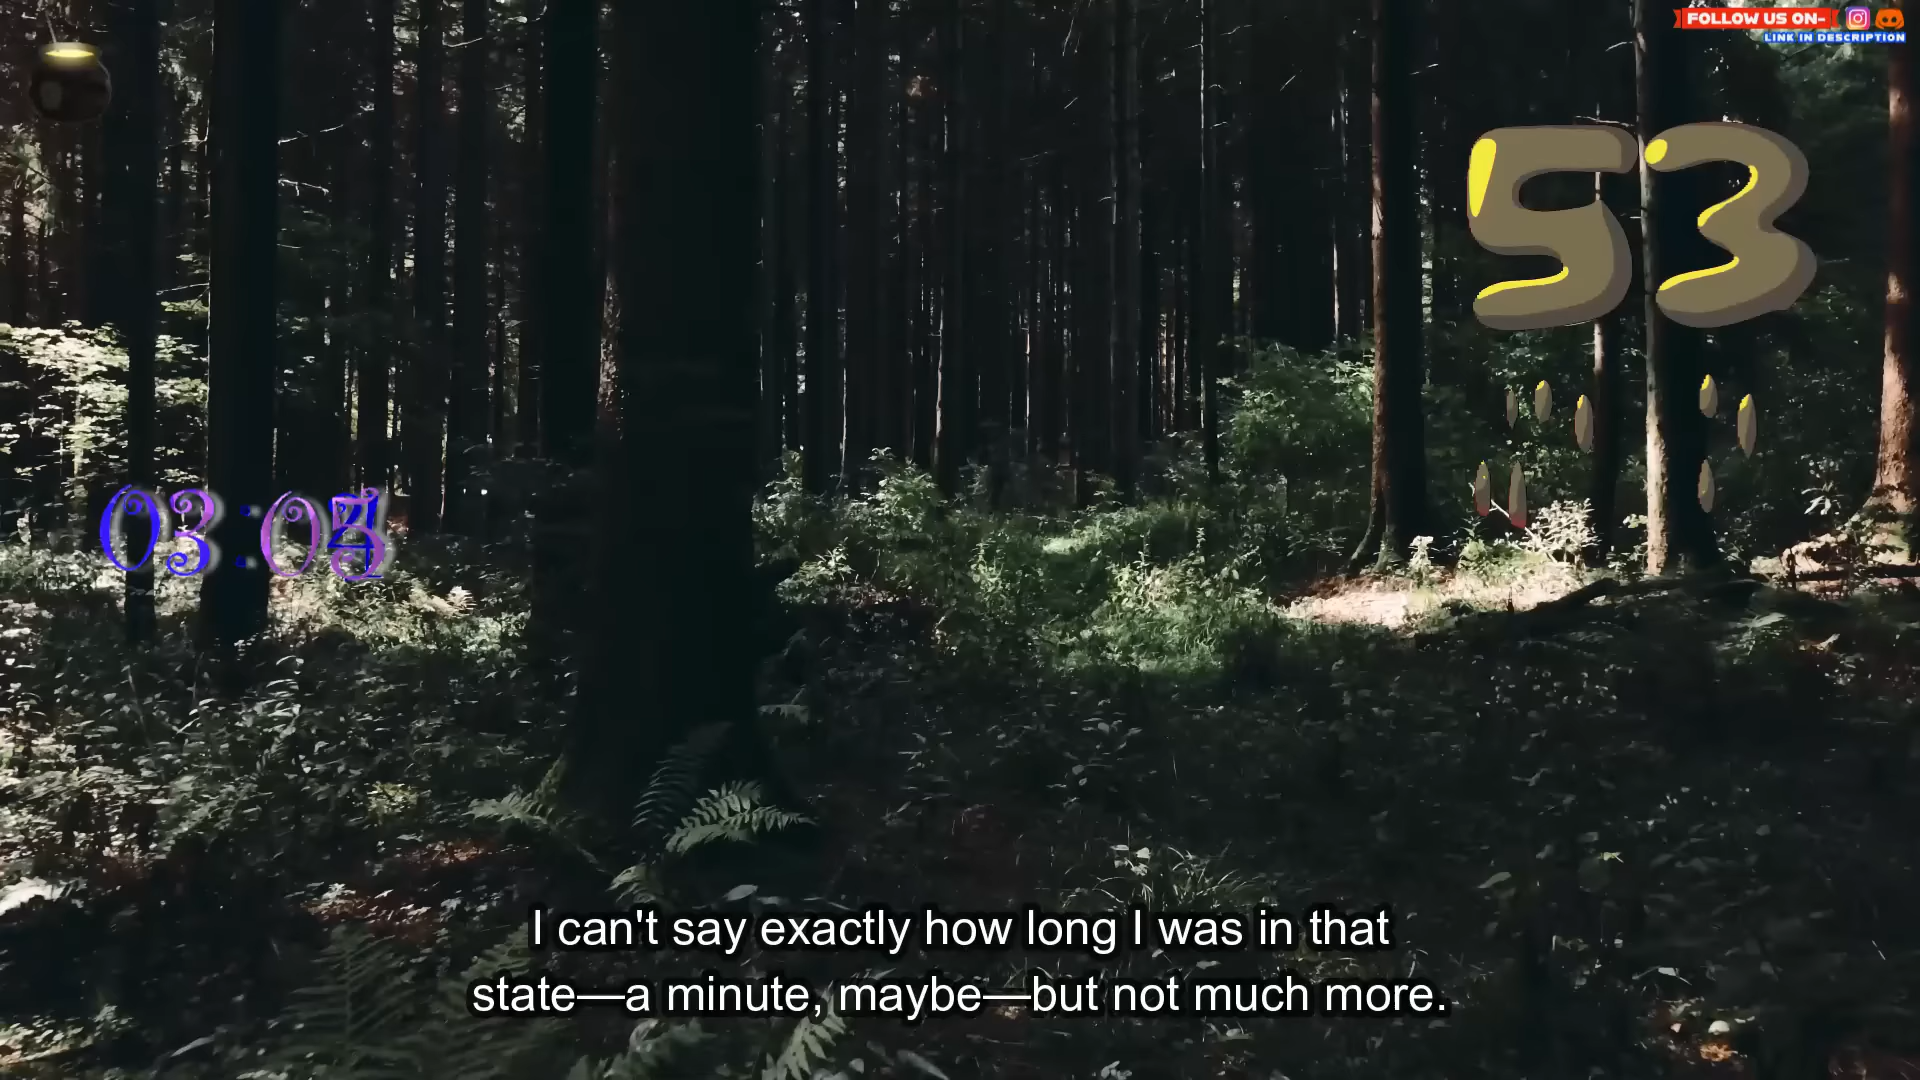 FOLLOW US ON-
LINK IN DESCRIPTION
53
03:0
I can't say exactly how long I was in that
state—a minute, maybe—but not much more.